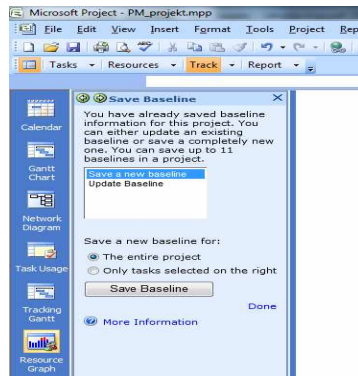 Microsoft Project - PM_projekt.mpp
File Edit View Insert Format Tools Project Rep
Tasks Resources Track Report
Save Baseline
You have already saved baseline
information for this project. You
can either update an existing
baseline or save a completely new
one. You can save up to 11
baselines in a project.
Save a new baseline
Update Baseline
Save a new baseline for:
The entire project
Only tasks selected on the right
Save Baseline
Done
More Information
Calendar
Gantt
Chart
Network
Diagram
Task Usage
Tracking
Gantt
Resource
Graph